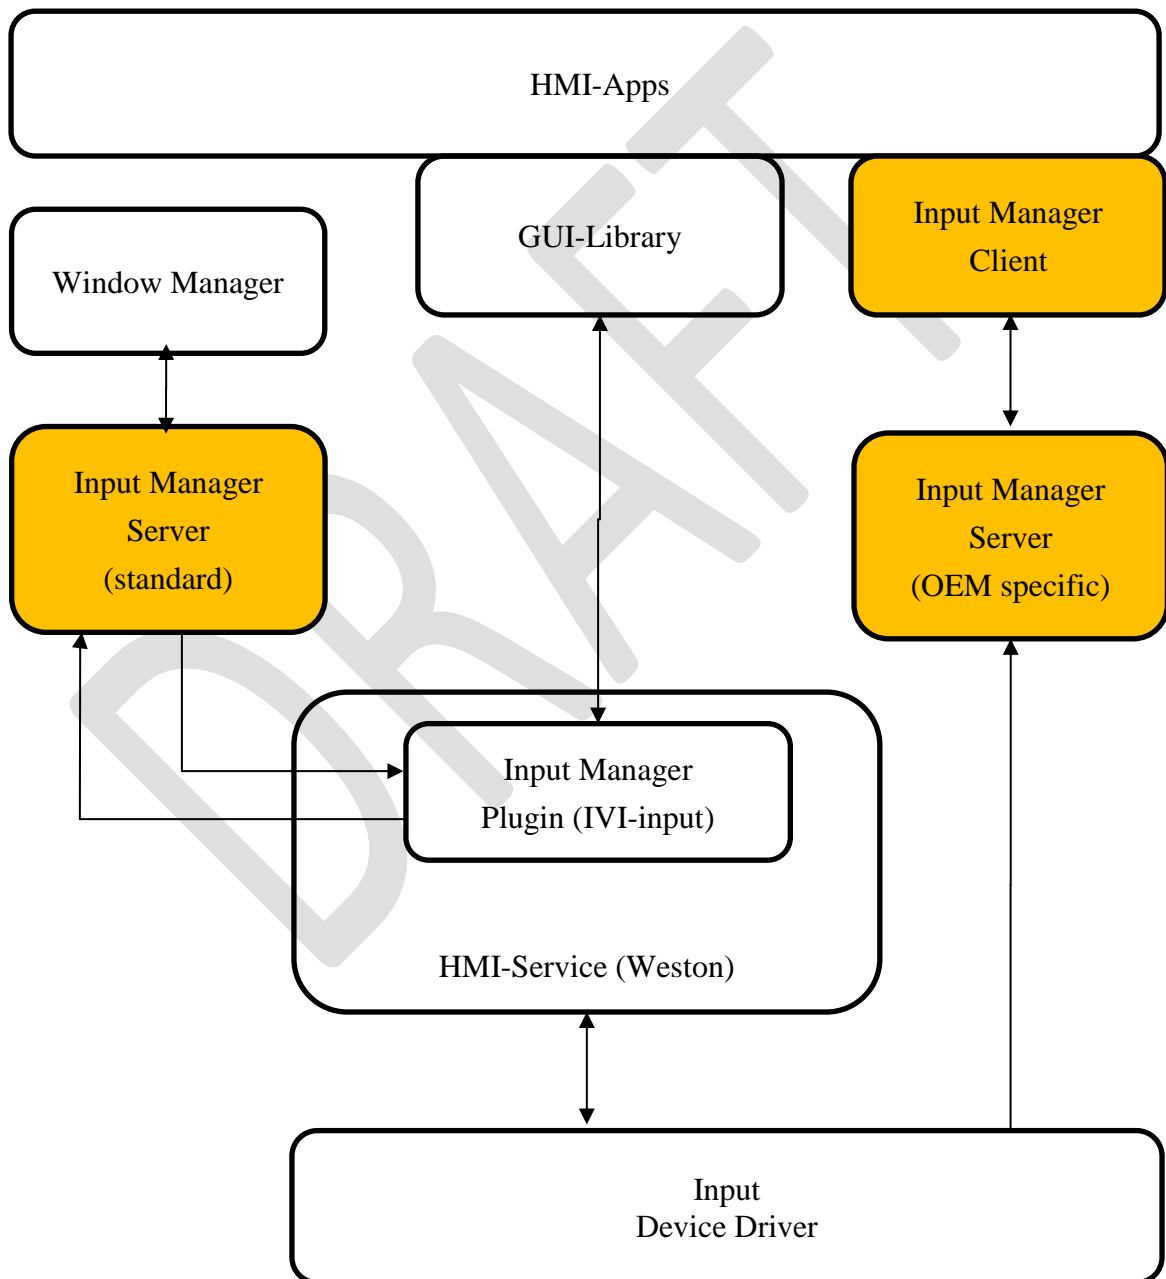 HMI-Apps
GUI-Library
Input Manager
Client
Window Manager
Input Manager
Server
(standard)
Input Manager
Server
(OEM specific)
Input Manager
Plugin (IVI-input)
HMI-Service (Weston)
Input
Device Driver
DRAFT